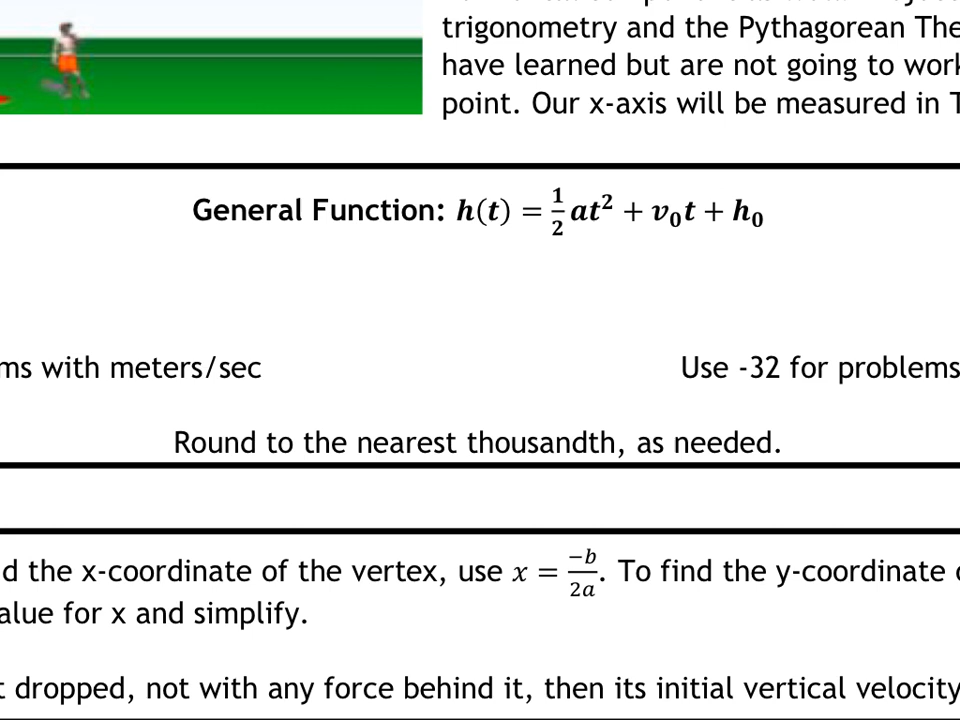 trigonometry and the Pythagorean The
have learned but are not going to work
point. Our x-axis will be measured in T
General Function: h(t) = 1/2 at² + v₀t + h₀
ms with meters/sec
Use -32 for problems
Round to the nearest thousandth, as needed.
d the x-coordinate of the vertex, use x = −b/2a. To find the y-coordinate o
alue for x and simplify.
t dropped, not with any force behind it, then its initial vertical velocity